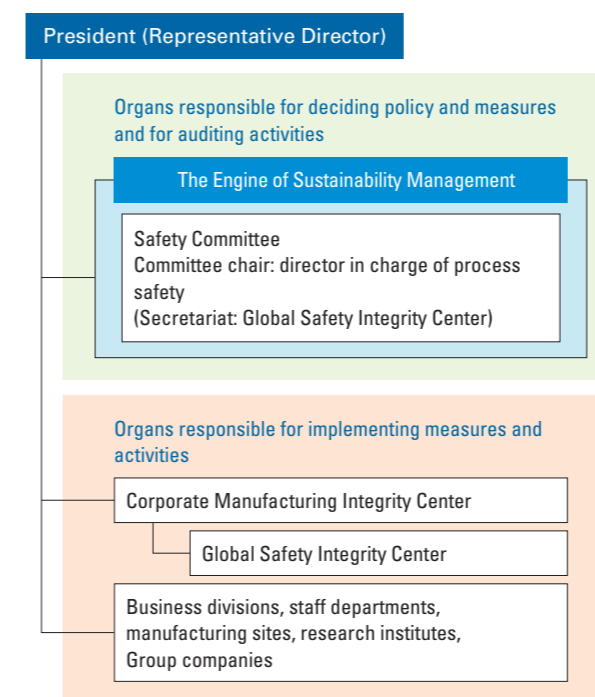 President (Representative Director)
Organs responsible for deciding policy and measures
and for auditing activities
The Engine of Sustainability Management
Safety Committee
Committee chair: director in charge of process
safety
(Secretariat: Global Safety Integrity Center)
Organs responsible for implementing measures and
activities
Corporate Manufacturing Integrity Center
Global Safety Integrity Center
Business divisions, staff departments,
manufacturing sites, research institutes,
Group companies